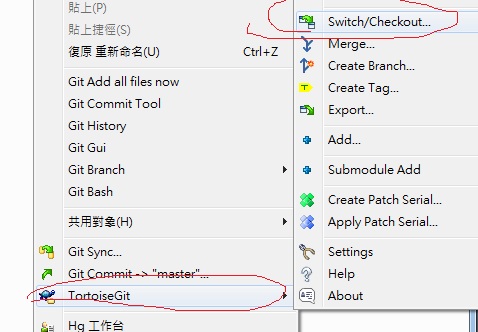 貼上(P)
貼上捷徑(S)
復原 重新命名(U) Ctrl+Z
Git Add all files now
Git Commit Tool
Git History
Git Gui
Git Branch
Git Bash
共用對象(H)
Git Sync...
Git Commit -> "master"...
TortoiseGit
Hg 工作台
Switch/Checkout...
Merge...
Create Branch...
Create Tag...
Export...
Add...
Submodule Add
Create Patch Serial...
Apply Patch Serial...
Settings
Help
About